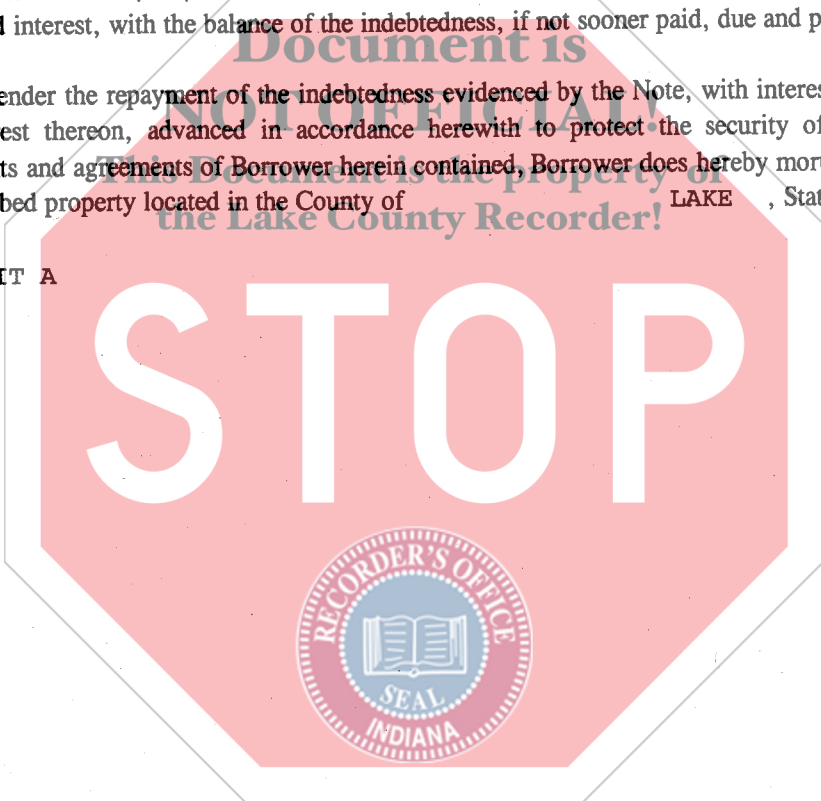 interest, with the balance of the indebtedness, if not sooner paid, due and p
Document is
ender the repayment of the indebtedness evidenced by the Note, with interes
NOT OFFICIAL!
est thereon, advanced in accordance herewith to protect the security of
ts and agreements of Borrower herein contained, Borrower does hereby mor
This Document is the property of
bed property located in the County of LAKE , Stat
the Lake County Recorder!
IT A
STOP
RECORDER'S OFFICE
SEAL
INDIANA